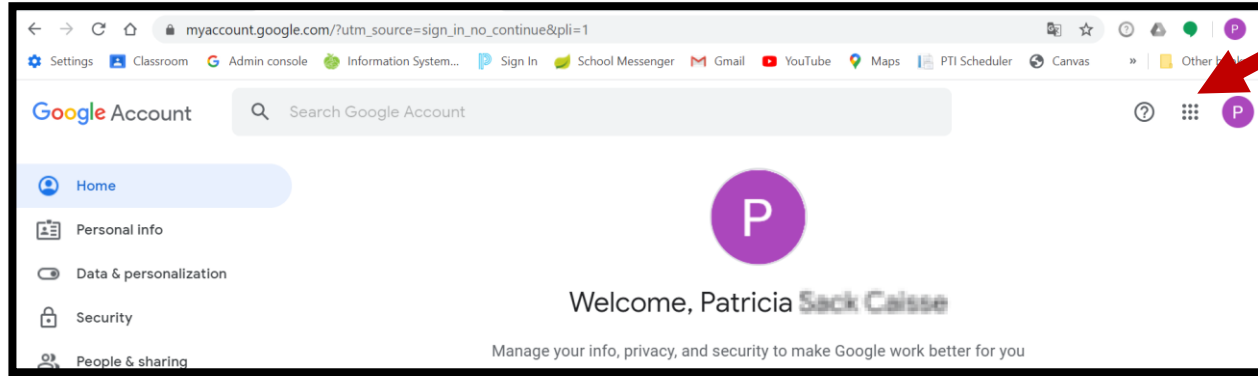 myaccount.google.com/?utm_source=sign_in_no_continue&pli=1 P
Settings Classroom G Admin console Information System... Sign In School Messenger M Gmail YouTube Maps PTI Scheduler Canvas » Other
Google Account Search Google Account P
Home
P
Personal info
Data & personalization
Welcome, Patricia
Security
Manage your info, privacy, and security to make Google work better for you
People & sharing